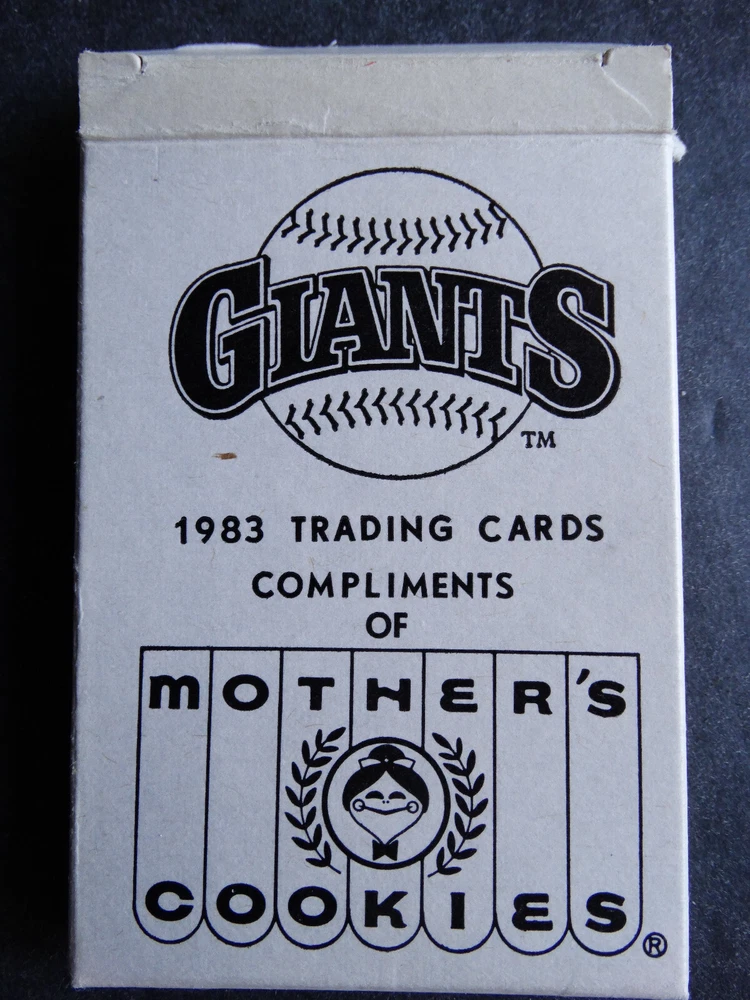 GIANTS
TM
1983 TRADING CARDS
COMPLIMENTS
OF
MOTHER'S
COOKIES
®